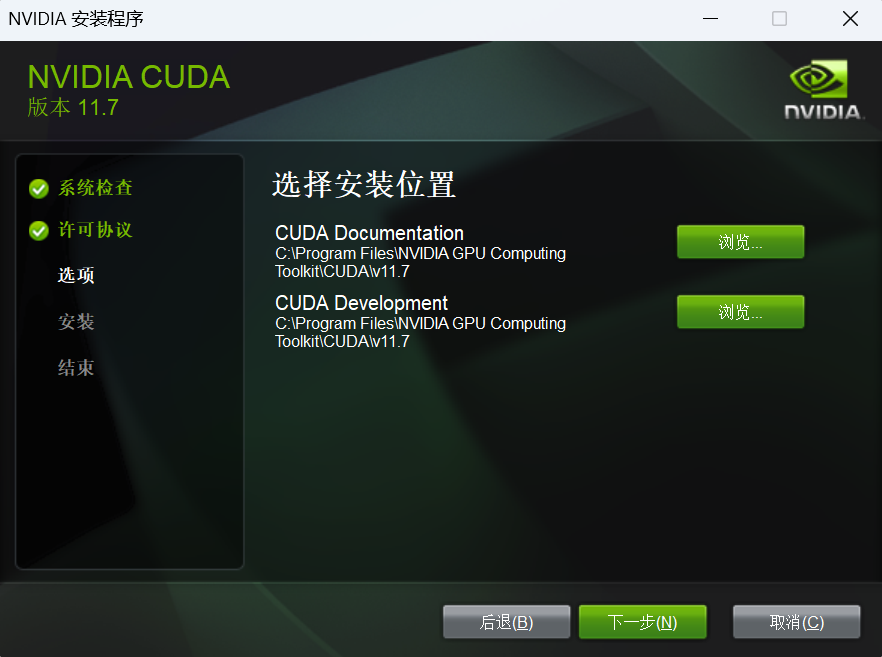 NVIDIA 安装程序
NVIDIA CUDA
版本 11.7
NVIDIA.
系统检查
许可协议
选项
安装
结束
选择安装位置
CUDA Documentation
C:\Program Files\NVIDIA GPU Computing
Toolkit\CUDA\v11.7
浏览...
CUDA Development
C:\Program Files\NVIDIA GPU Computing
Toolkit\CUDA\v11.7
浏览...
后退(B)
下一步(N)
取消(C)